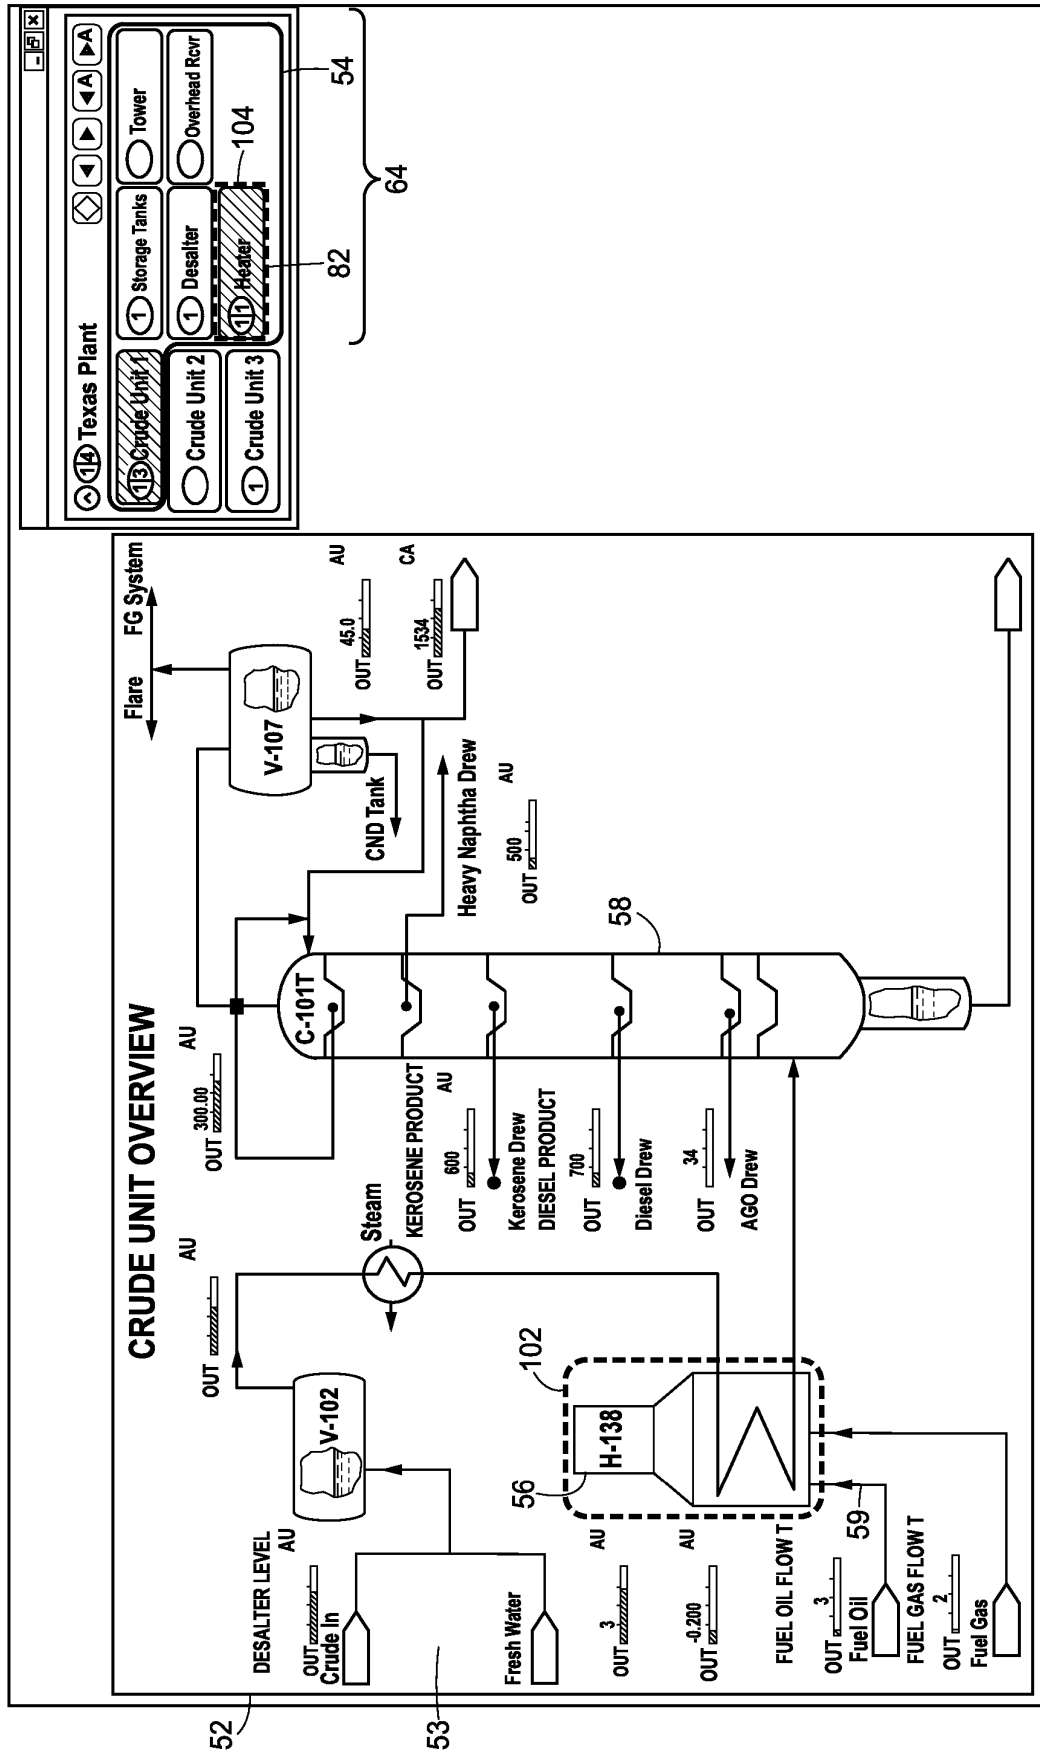 CRUDE UNIT OVERVIEW
52
53
DESALTER LEVEL
AU
OUT
Crude In
Fresh Water
V-102
OUT
AU
Steam
OUT
3
AU
OUT
-0.200
AU
FUEL OIL FLOW T
OUT
3
Fuel Oil
FUEL GAS FLOW T
OUT
2
Fuel Gas
56
H-138
102
59
OUT
300.00
AU
KEROSENE PRODUCT
OUT
600
AU
Kerosene Drew
DIESEL PRODUCT
OUT
700
Diesel Drew
OUT
34
AGO Drew
C-101T
58
Flare
FG System
V-107
CND Tank
Heavy Naphtha Drew
OUT
500
AU
OUT
45.0
AU
OUT
1534
CA
14 Texas Plant
A
A
13 Crude Unit 1
1 Storage Tanks
Tower
Crude Unit 2
1 Desalter
Overhead Rcvr
1 Crude Unit 3
11 Heater
82
104
54
64